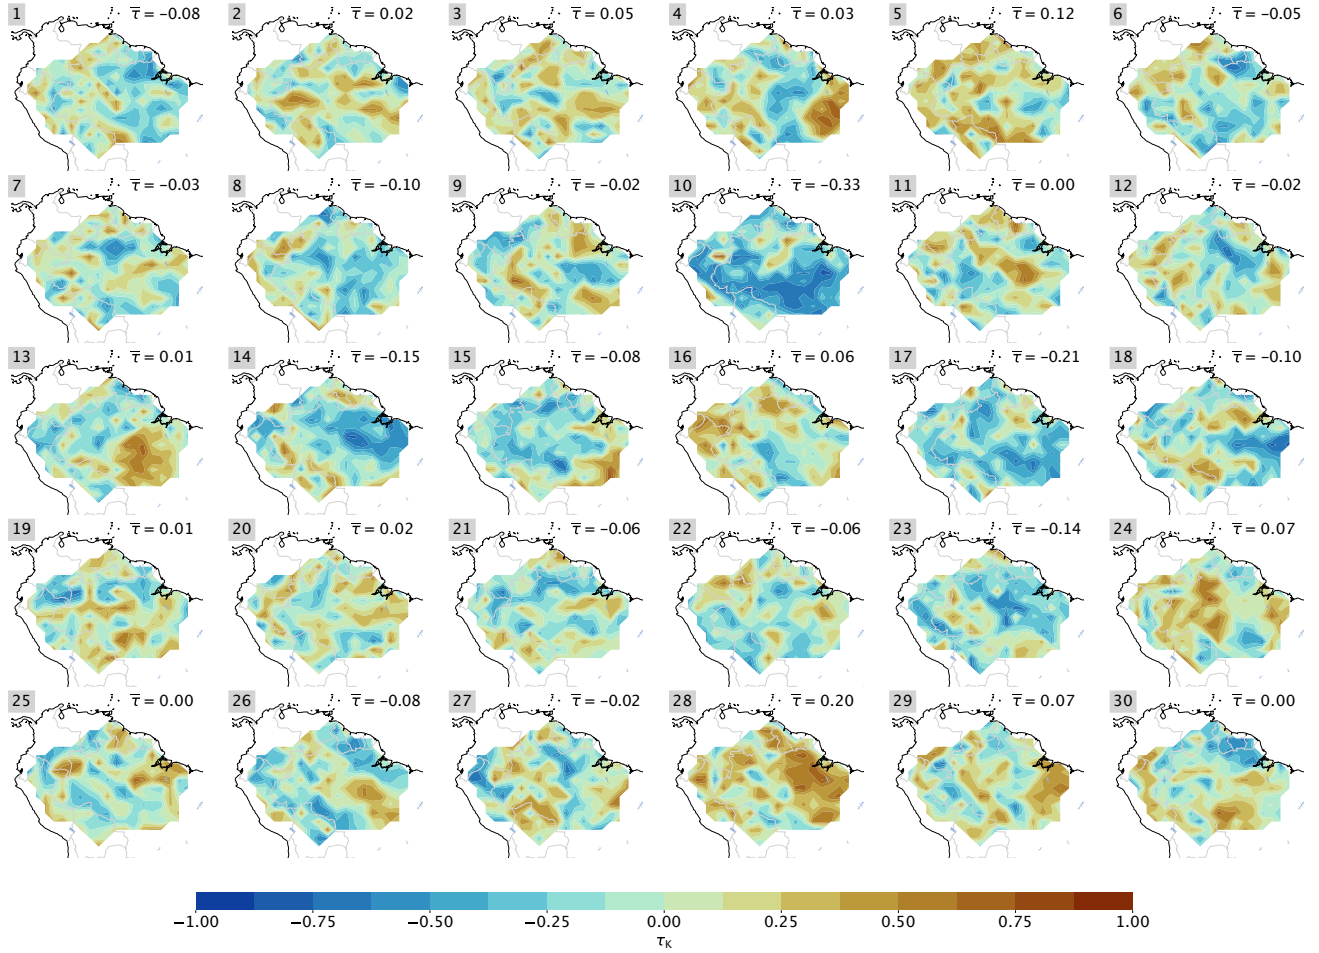 1 τ̅ = −0.08
2 τ̅ = 0.02
3 τ̅ = 0.05
4 τ̅ = 0.03
5 τ̅ = 0.12
6 τ̅ = −0.05
7 τ̅ = −0.03
8 τ̅ = −0.10
9 τ̅ = −0.02
10 τ̅ = −0.33
11 τ̅ = 0.00
12 τ̅ = −0.02
13 τ̅ = 0.01
14 τ̅ = −0.15
15 τ̅ = −0.08
16 τ̅ = 0.06
17 τ̅ = −0.21
18 τ̅ = −0.10
19 τ̅ = 0.01
20 τ̅ = 0.02
21 τ̅ = −0.06
22 τ̅ = −0.06
23 τ̅ = −0.14
24 τ̅ = 0.07
25 τ̅ = 0.00
26 τ̅ = −0.08
27 τ̅ = −0.02
28 τ̅ = 0.20
29 τ̅ = 0.07
30 τ̅ = 0.00
−1.00 −0.75 −0.50 −0.25 0.00 0.25 0.50 0.75 1.00
τK